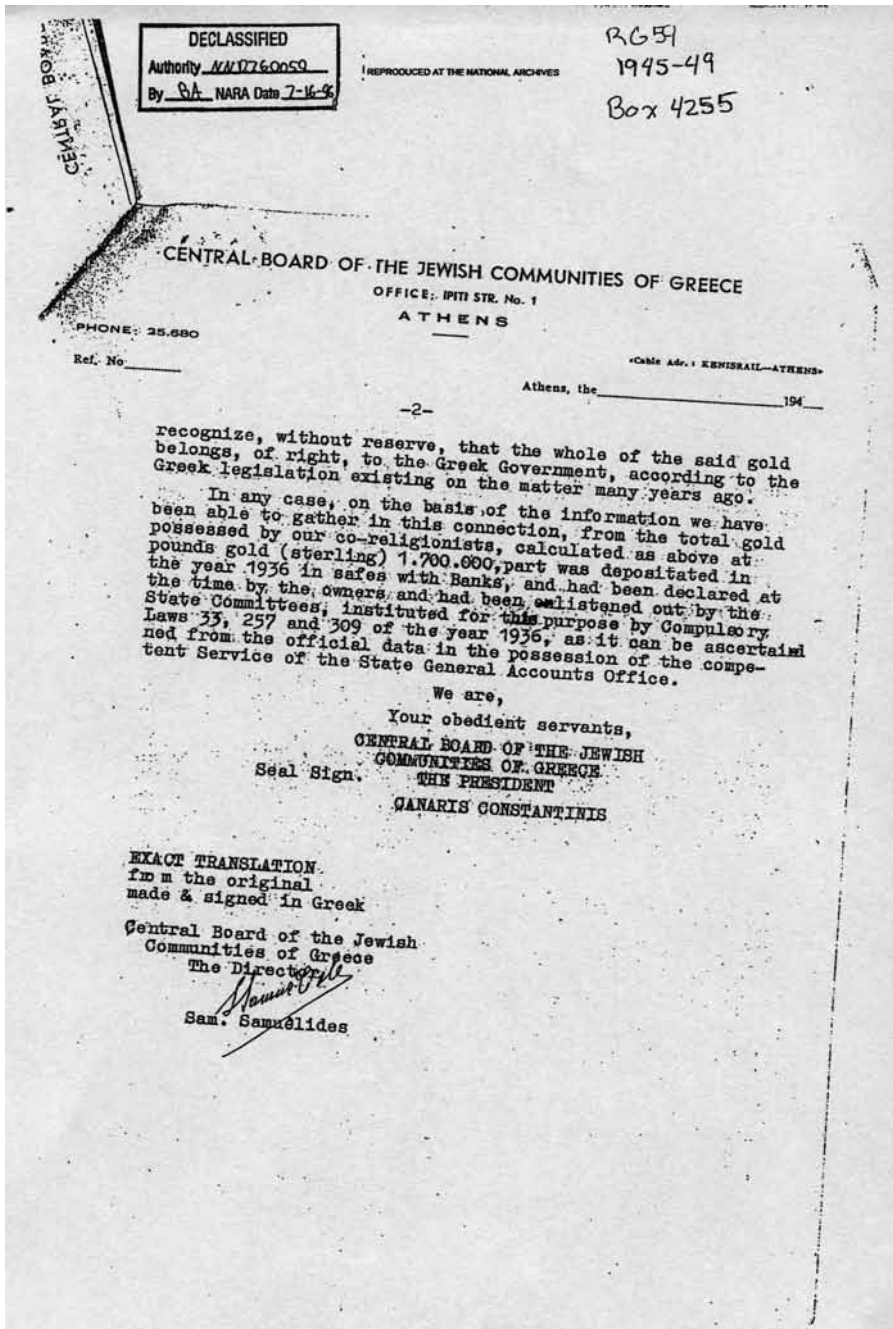 DECLASSIFIED
Authority NND760050
By BA NARA Date 7-16-96
REPRODUCED AT THE NATIONAL ARCHIVES
RG 59
1945-49
Box 4255
CENTRAL BOARD OF THE JEWISH COMMUNITIES OF GREECE
OFFICE: IPITI STR. No. 1
ATHENS
PHONE: 25.680
Ref. No
«Cable Adr.: KENISRAIL—ATHENS»
Athens, the 194
-2-
recognize, without reserve, that the whole of the said gold
belongs, of right, to the Greek Government, according to the
Greek legislation existing on the matter many years ago.
In any case, on the basis of the information we have
been able to gather in this connection, from the total gold
possessed by our co-religionists, calculated as above at
pounds gold (sterling) 1.700.000, part was depositated in
the year 1936 in safes with Banks, and had been declared at
the time by the owners and had been enlistened out by the
State Committees, instituted for this purpose by Compulsory
Laws 33, 257 and 309 of the year 1936, as it can be ascertaind
ned from the official data in the possession of the compe-
tent Service of the State General Accounts Office.
We are,
Your obedient servants,
CENTRAL BOARD OF THE JEWISH
COMMUNITIES OF GREECE
Seal Sign. THE PRESIDENT
CANARIS CONSTANTINIS
EXACT TRANSLATION
from the original
made & signed in Greek
Central Board of the Jewish
Communities of Greece
The Director
Sam. Samuelides